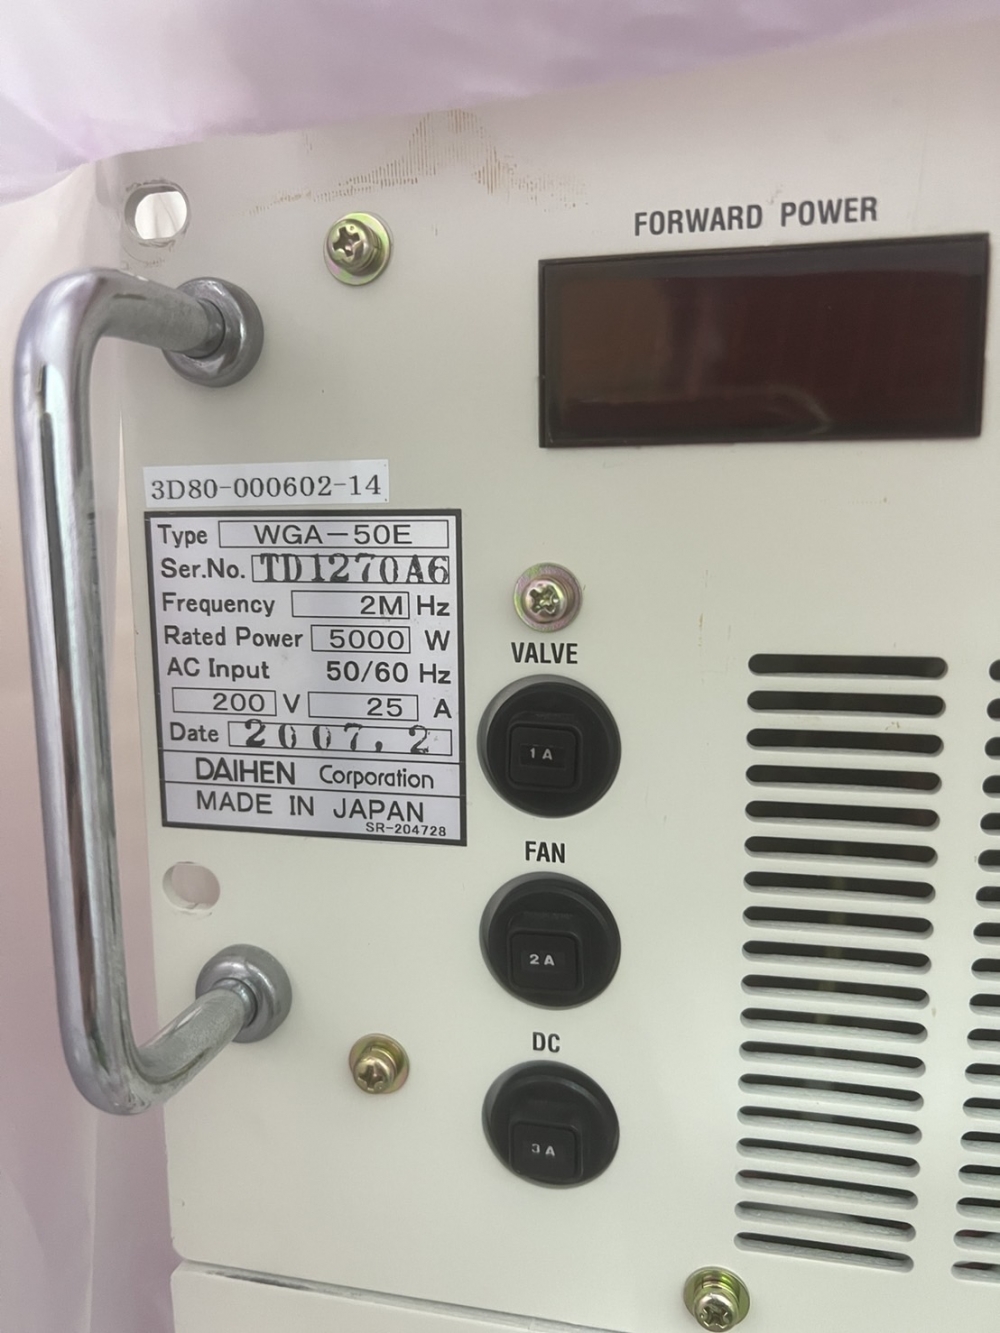 FORWARD POWER
3D80-000602-14
Type WGA-50E
Ser.No. TD1270A6
Frequency 2M Hz
Rated Power 5000 W
AC Input 50/60 Hz
200 V 25 A
Date 2007.2
DAIHEN Corporation
MADE IN JAPAN
SR-204728
VALVE
1A
FAN
2A
DC
3A